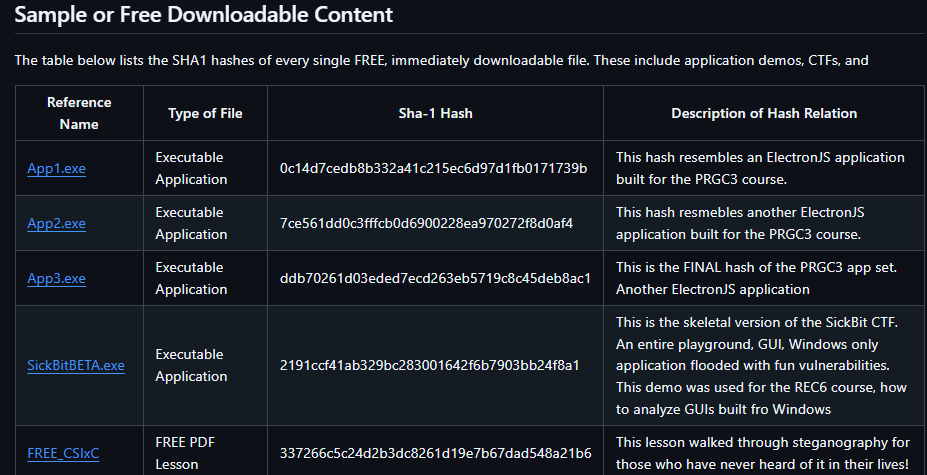 Sample or Free Downloadable Content
The table below lists the SHA1 hashes of every single FREE, immediately downloadable file. These include application demos, CTFs, and
Reference
Name
Type of File
Sha-1 Hash
Description of Hash Relation
App1.exe
Executable
Application
0c14d7cedb8b332a41c215ec6d97d1fb0171739b
This hash resembles an ElectronJS application
built for the PRGC3 course.
App2.exe
Executable
Application
7ce561dd0c3fffcb0d6900228ea970272f8d0af4
This hash resmebles another ElectronJS
application built for the PRGC3 course.
App3.exe
Executable
Application
ddb70261d03eded7ecd263eb5719c8c45deb8ac1
This is the FINAL hash of the PRGC3 app set.
Another ElectronJS application
SickBitBETA.exe
Executable
Application
2191ccf41ab329bc283001642f6b7903bb24f8a1
This is the skeletal version of the SickBit CTF.
An entire playground, GUI, Windows only
application flooded with fun vulnerabilities.
This demo was used for the REC6 course, how
to analyze GUIs built fro Windows
FREE_CSIxC
FREE PDF
Lesson
337266c5c24d2b3dc8261d19e7b67dad548a21b6
This lesson walked through steganography for
those who have never heard of it in their lives!